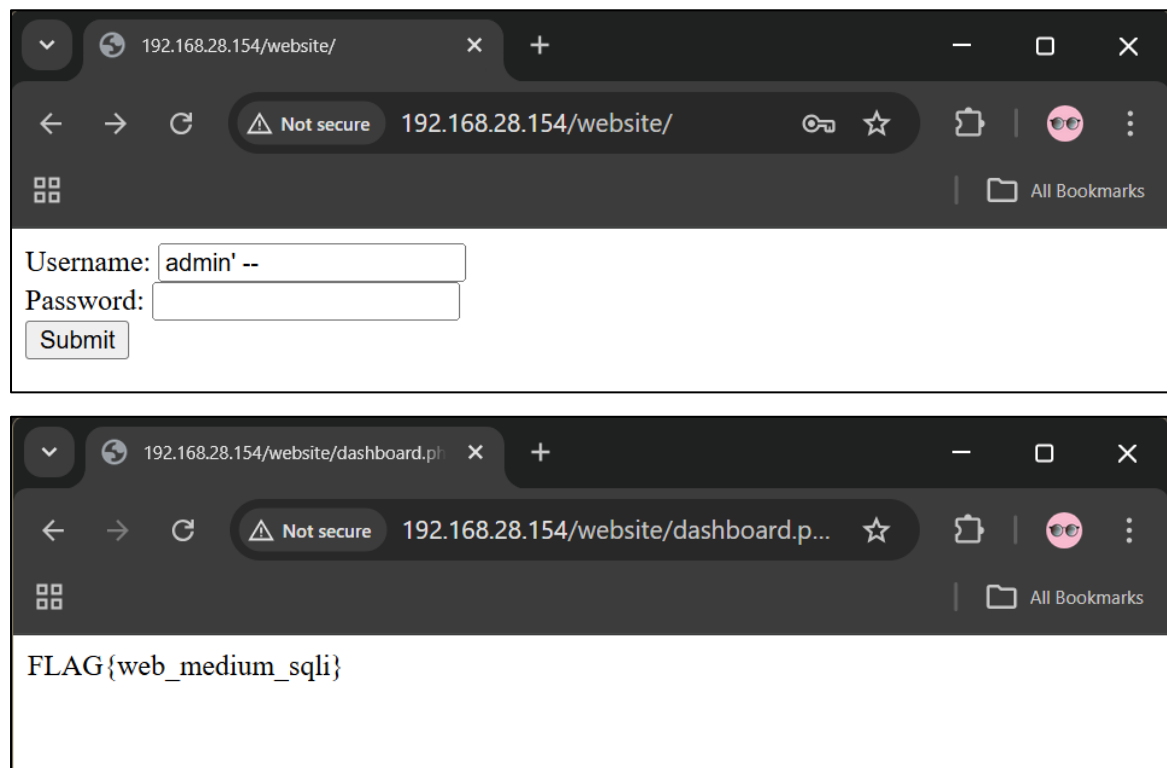 192.168.28.154/website/
Not secure 192.168.28.154/website/
All Bookmarks
Username: admin' --
Password:
Submit
192.168.28.154/website/dashboard.ph
Not secure 192.168.28.154/website/dashboard.p...
All Bookmarks
FLAG{web_medium_sqli}